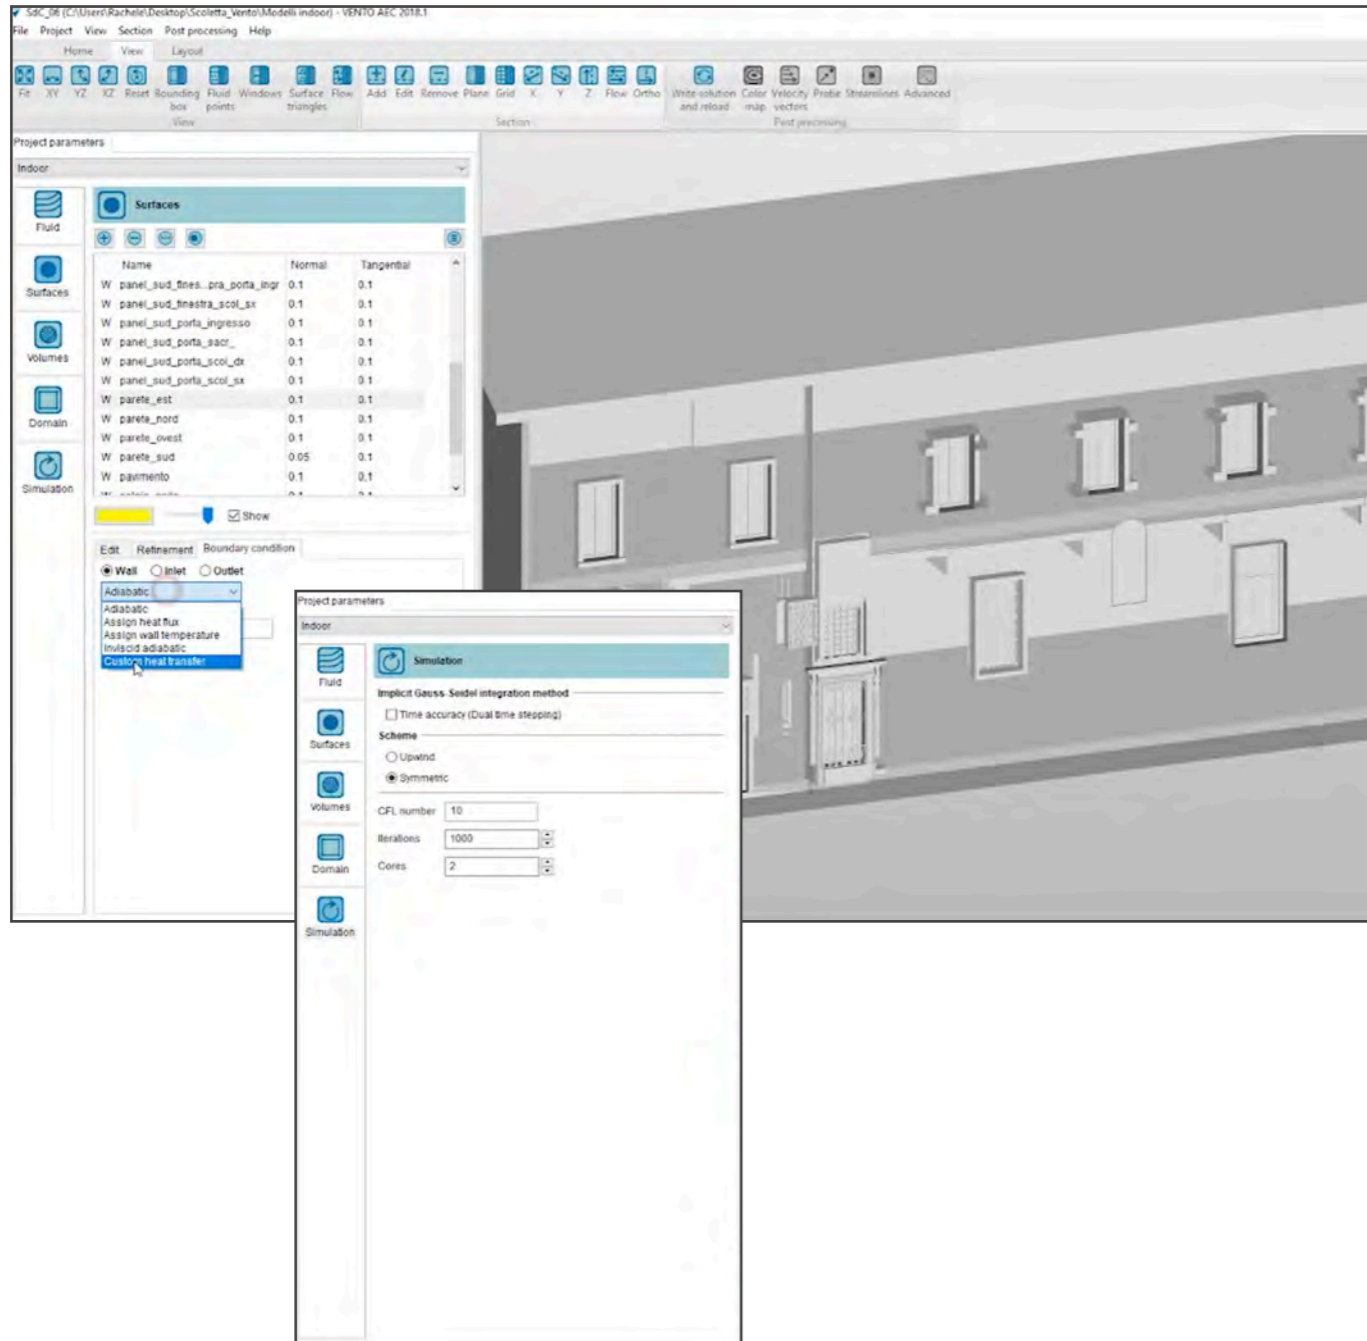 SdC_06 (C:\Users\Rachele\Desktop\Scoletta_Vento\Modelli indoor) - VENTO AEC 2018.1
File Project View Section Post processing Help
Home View Layout
Fit XY YZ XZ Reset Bounding box Fluid points Windows Surface triangles Flow Add Edit Remove Plane Grid X Y Z Flow Ortho Write solution and reload Color map Velocity vectors Probe Streamlines Advanced
View Section Post processing
Project parameters
Indoor
Fluid
Surfaces
Volumes
Domain
Simulation
Surfaces
Name Normal Tangential
W panel_sud_fines...pra_porta_ingr 0.1 0.1
W panel_sud_finestra_scol_sx 0.1 0.1
W panel_sud_porta_ingresso 0.1 0.1
W panel_sud_porta_sacr_ 0.1 0.1
W panel_sud_porta_scol_dx 0.1 0.1
W panel_sud_porta_scol_sx 0.1 0.1
W parete_est 0.1 0.1
W parete_nord 0.1 0.1
W parete_ovest 0.1 0.1
W parete_sud 0.05 0.1
W pavimento 0.1 0.1
Show
Edit Refinement Boundary condition
Wall Inlet Outlet
Adiabatic
Adiabatic
Assign heat flux
Assign wall temperature
Inviscid adiabatic
Custom heat transfer
Project parameters
Indoor
Fluid
Surfaces
Volumes
Domain
Simulation
Simulation
Implicit Gauss-Seidel integration method
Time accuracy (Dual time stepping)
Scheme
Upwind
Symmetric
CFL number 10
Iterations 1000
Cores 2